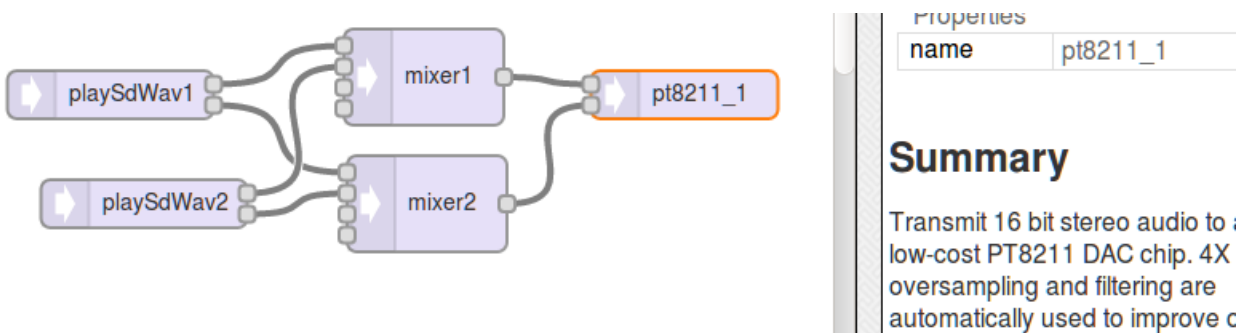 playSdWav1
mixer1
pt8211_1
playSdWav2
mixer2
Properties
name pt8211_1
Summary
Transmit 16 bit stereo audio to a
low-cost PT8211 DAC chip. 4X
oversampling and filtering are
automatically used to improve